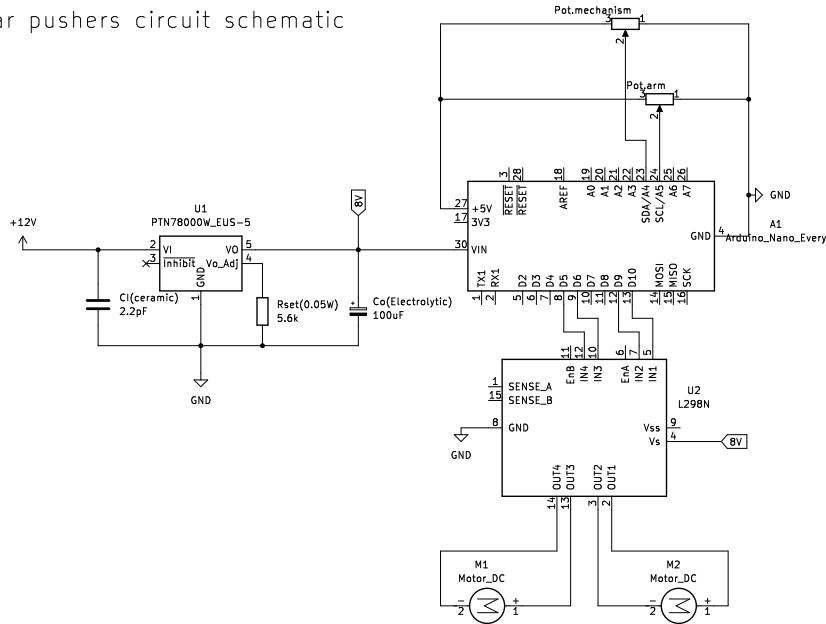 ar pushers circuit schematic
Pot.mechanism
3 1
2
Pot.arm
3 1
2
3 28 18 19 20 21 22 23 24 25 26
RESET RESET AREF A0 A1 A2 A3 SDA/A4 SCL/A5 A6 A7
27 +5V
17 3V3
30 VIN
GND 4
GND
A1
Arduino_Nano_Every
TX1 RX1 D2 D3 D4 D5 D6 D7 D8 D9 D10 MOSI MISO SCK
1 2 5 6 7 8 9 10 11 12 13 14 15 16
8V
+12V
U1
PTN78000W_EUS-5
2 VI VO 5
3 Inhibit Vo_Adj 4
GND
1
CI(ceramic)
2.2pF
Rset(0.05W)
5.6k
+
Co(Electrolytic)
100uF
GND
11 12 10 6 7 5
EnB IN4 IN3 EnA IN2 IN1
U2
L298N
1 SENSE_A
15 SENSE_B
8 GND
Vss 9
Vs 4
8V
GND
OUT4 OUT3 OUT2 OUT1
14 13 3 2
M1
Motor_DC
- +
2 1
M
M2
Motor_DC
- +
2 1
M